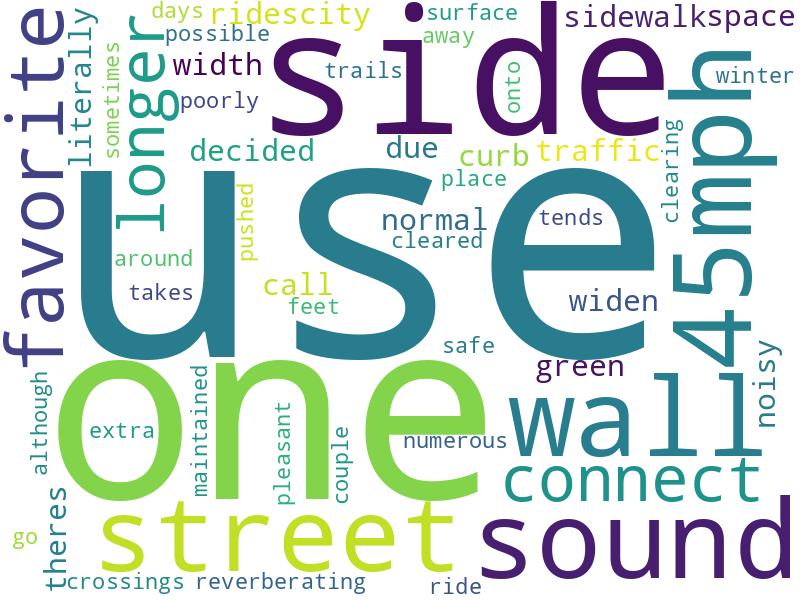 days
ridescity
surface
sidewalk
space
possible
away
side
favorite
literally
sometimes
longer
width
trails
onto
winter
poorly
45mph
decided
due
curb
traffic
clearing
place
use
pushed
normal
tends
cleared
around
takes
call
feet
widen
safe
green
noisy
one
wall
although
extra
maintained
pleasant
couple
numerous
connect
theres
street
sound
go
crossings
reverberating
ride